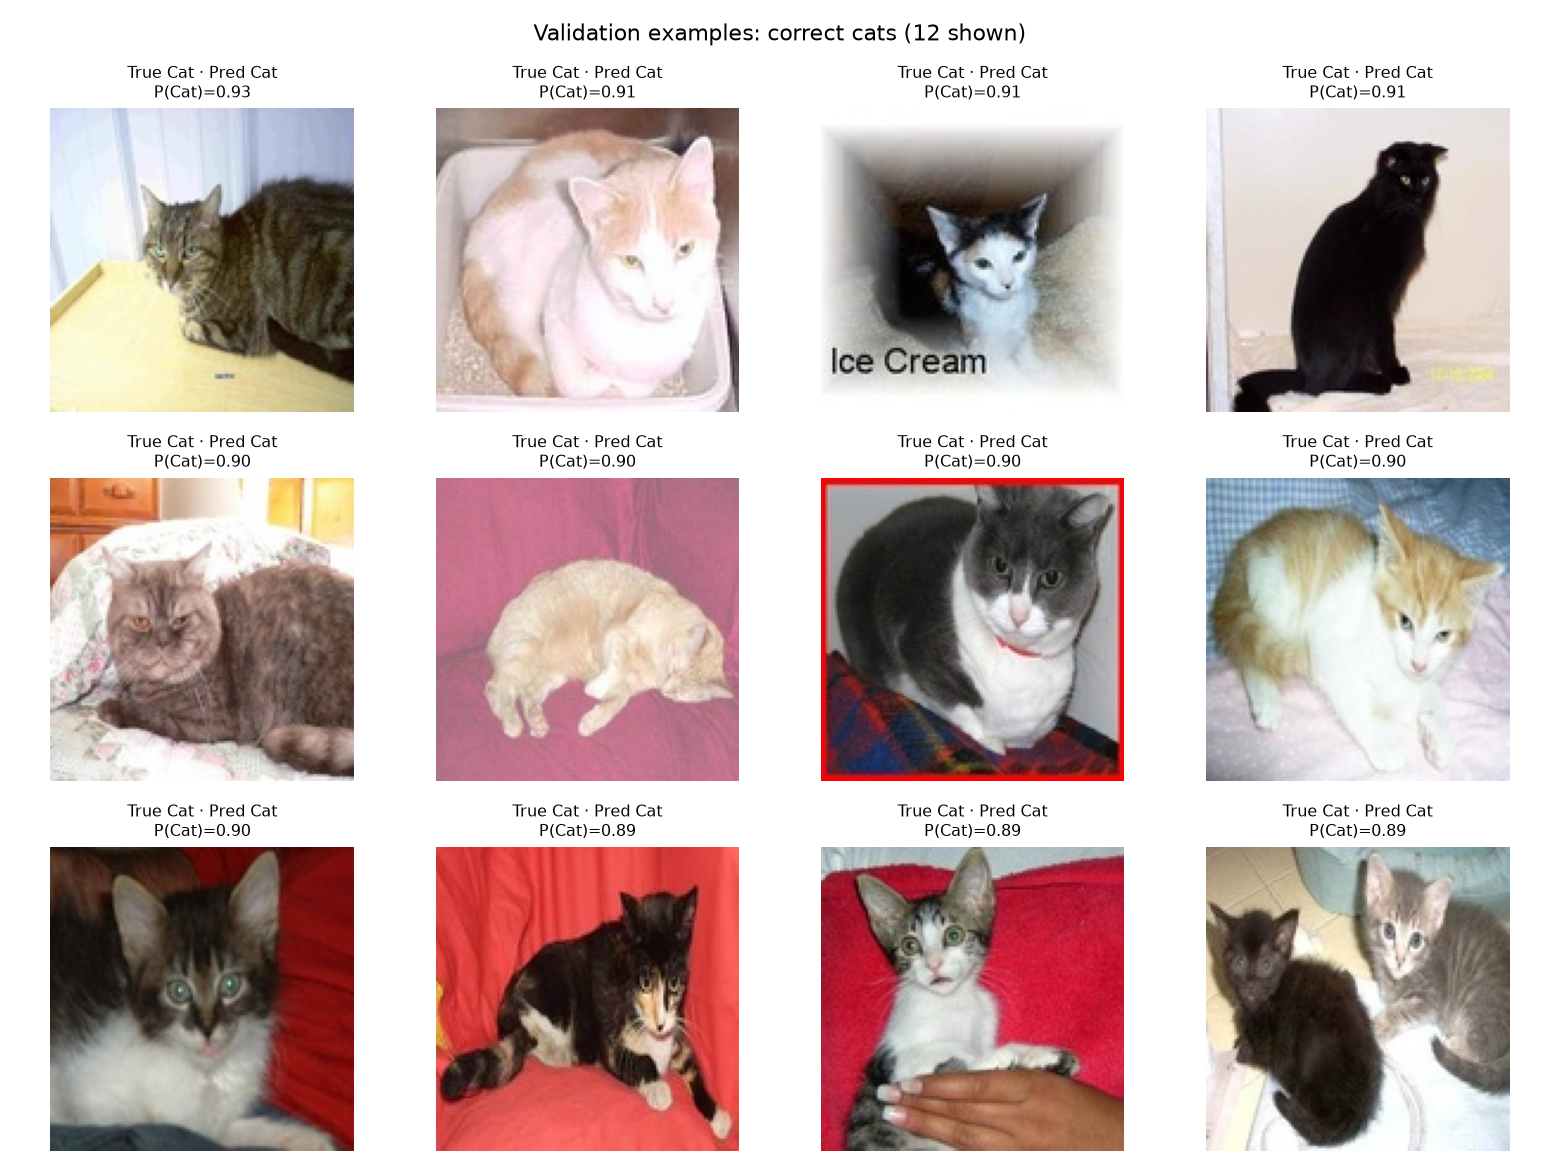 Validation examples: correct cats (12 shown)
True Cat · Pred Cat
P(Cat)=0.93
True Cat · Pred Cat
P(Cat)=0.91
True Cat · Pred Cat
P(Cat)=0.91
True Cat · Pred Cat
P(Cat)=0.91
Ice Cream
True Cat · Pred Cat
P(Cat)=0.90
True Cat · Pred Cat
P(Cat)=0.90
True Cat · Pred Cat
P(Cat)=0.90
True Cat · Pred Cat
P(Cat)=0.90
True Cat · Pred Cat
P(Cat)=0.90
True Cat · Pred Cat
P(Cat)=0.89
True Cat · Pred Cat
P(Cat)=0.89
True Cat · Pred Cat
P(Cat)=0.89